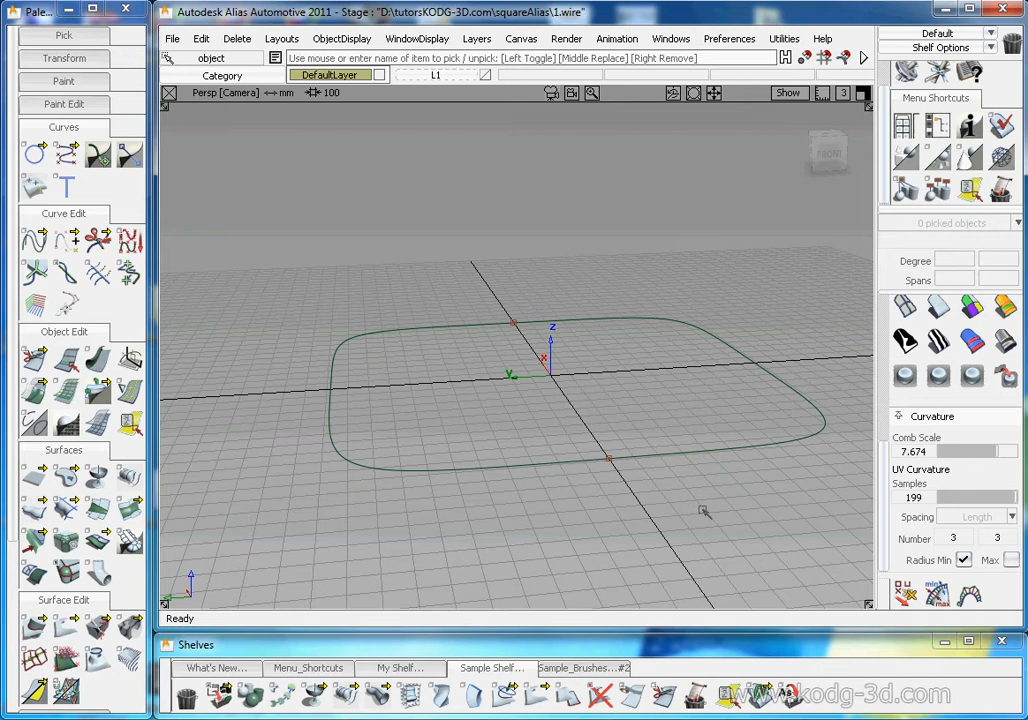 Pale...
Autodesk Alias Automotive 2011 - Stage : "D:\tutorsKODG-3D.com\squareAlias\1.wire"
Pick
Transform
Paint
Paint Edit
Curves
T
Curve Edit
Object Edit
Surfaces
Surface Edit
File Edit Delete Layouts ObjectDisplay WindowDisplay Layers Canvas Render Animation Windows Preferences Utilities Help
object
Use mouse or enter name of item to pick / unpick: [Left Toggle] [Middle Replace] [Right Remove]
Category DefaultLayer L1
Persp [Camera] mm 100 Show 3
FRONT
z
x
y
Ready
Default
Shelf Options
Menu Shortcuts
0 picked objects
Degree
Spans
Curvature
Comb Scale
7.674
UV Curvature
Samples
199
Spacing Length
Number 3 3
Radius Min Max
min
max
Shelves
What's New... Menu_Shortcuts My Shelf... Sample Shelf... Sample_Brushes...#2
www.kodg-3d.com